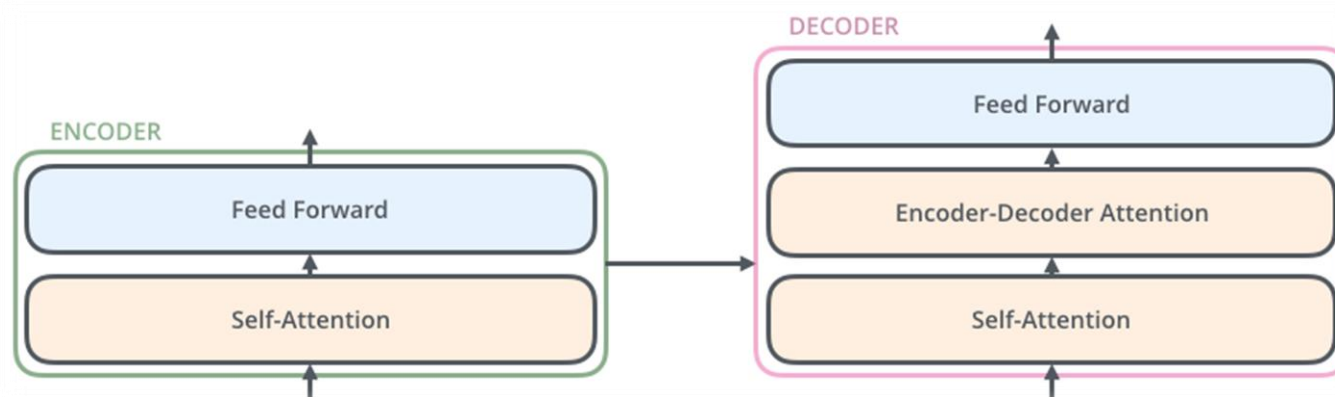 ENCODER
Feed Forward
Self-Attention
DECODER
Feed Forward
Encoder-Decoder Attention
Self-Attention